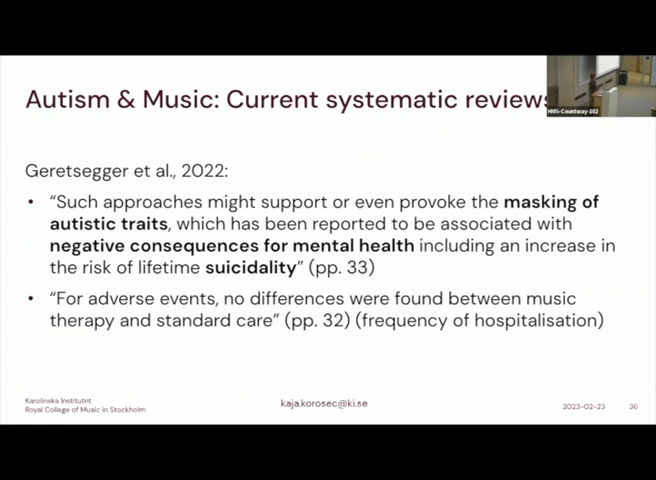 Autism & Music: Current systematic reviews
HMS-Countway-102
Geretsegger et al., 2022:
• “Such approaches might support or even provoke the masking of
autistic traits, which has been reported to be associated with
negative consequences for mental health including an increase in
the risk of lifetime suicidality” (pp. 33)
• “For adverse events, no differences were found between music
therapy and standard care” (pp. 32) (frequency of hospitalisation)
Karolinska Institutet
Royal College of Music in Stockholm
kaja.korosec@ki.se
2023-02-23
36